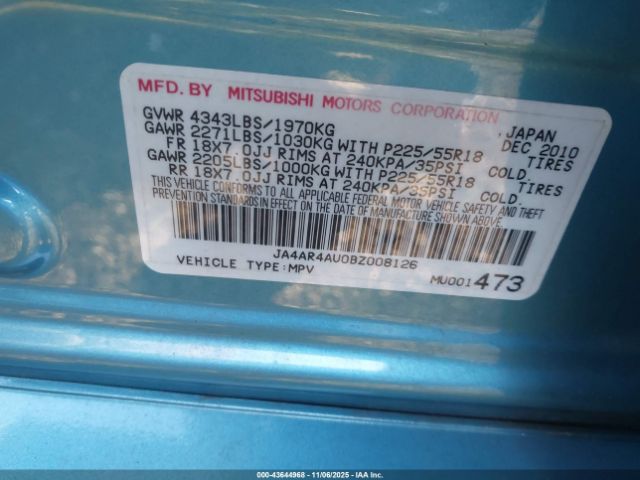 MFD. BY MITSUBISHI MOTORS CORPORATION
GVWR 4343LBS/1970KG JAPAN
GAWR 2271LBS/1030KG WITH P225/55R18 DEC 2010
FR 18X7.0JJ RIMS AT 240KPA/35PSI COLD. TIRES
GAWR 2205LBS/1000KG WITH P225/55R18
RR 18X7.0JJ RIMS AT 240KPA/35PSI COLD. TIRES
THIS VEHICLE CONFORMS TO ALL APPLICABLE FEDERAL MOTOR VEHICLE SAFETY AND THEFT
PREVENTION STANDARDS IN EFFECT ON THE DATE OF MANUFACTURE SHOWN ABOVE.
JA4AR4AU0BZ008126
VEHICLE TYPE:MPV MU001473
000-43644968 - 11/06/2025 - IAAI.COM